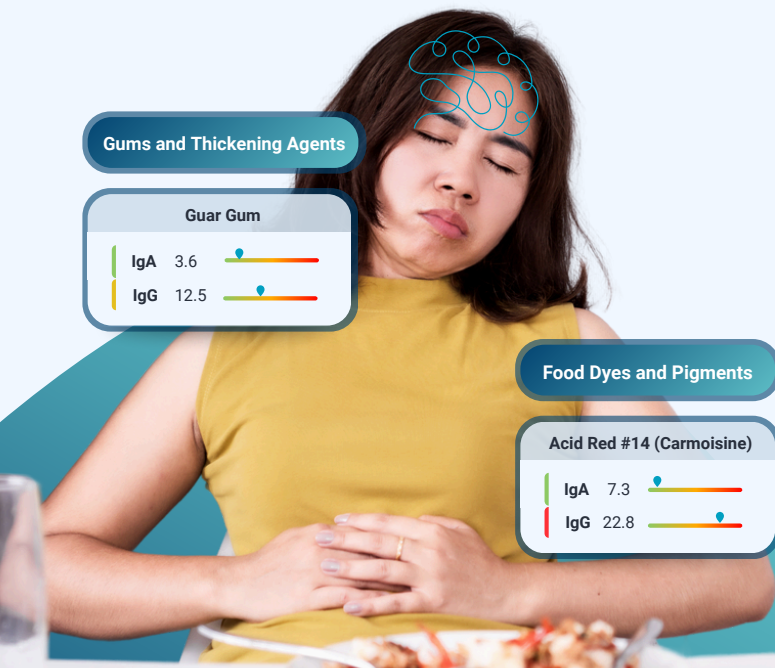 Gums and Thickening Agents
Guar Gum
IgA 3.6
IgG 12.5
Food Dyes and Pigments
Acid Red #14 (Carmoisine)
IgA 7.3
IgG 22.8